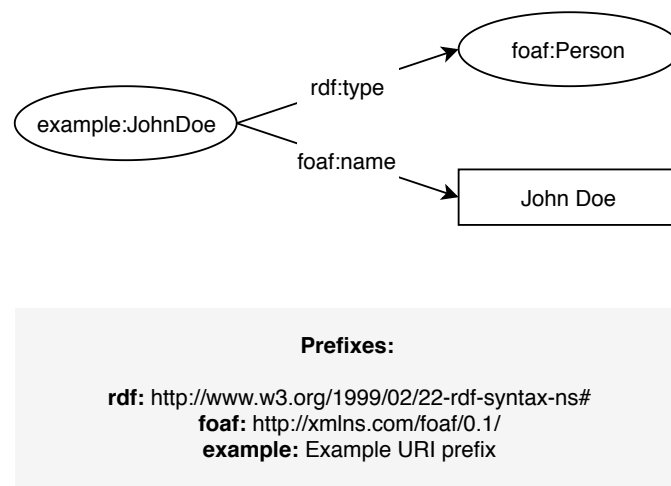 foaf:Person
rdf:type
example:JohnDoe
foaf:name
John Doe
Prefixes:
rdf: http://www.w3.org/1999/02/22-rdf-syntax-ns#
foaf: http://xmlns.com/foaf/0.1/
example: Example URI prefix